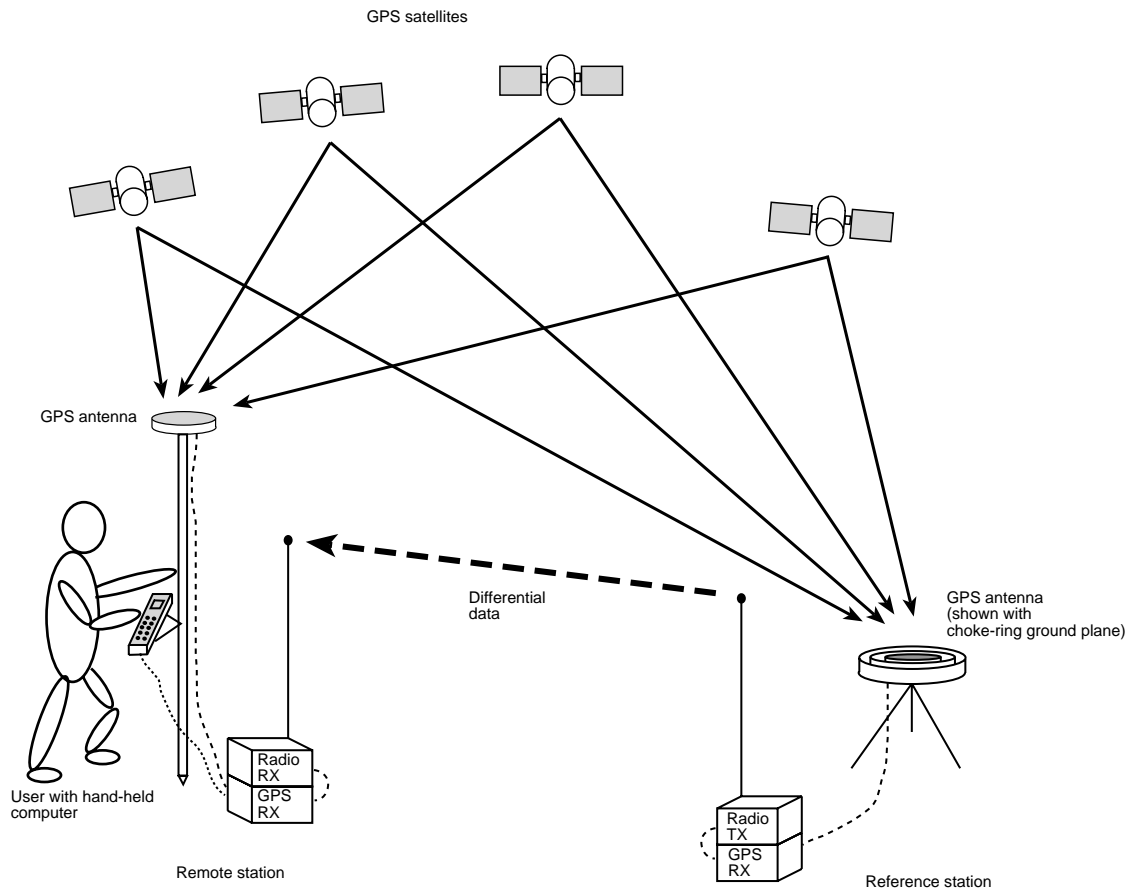 GPS satellites
GPS antenna
Differential
data
GPS antenna
(shown with
choke-ring ground plane)
Radio
RX
GPS
RX
User with hand-held
computer
Radio
TX
GPS
RX
Remote station
Reference station